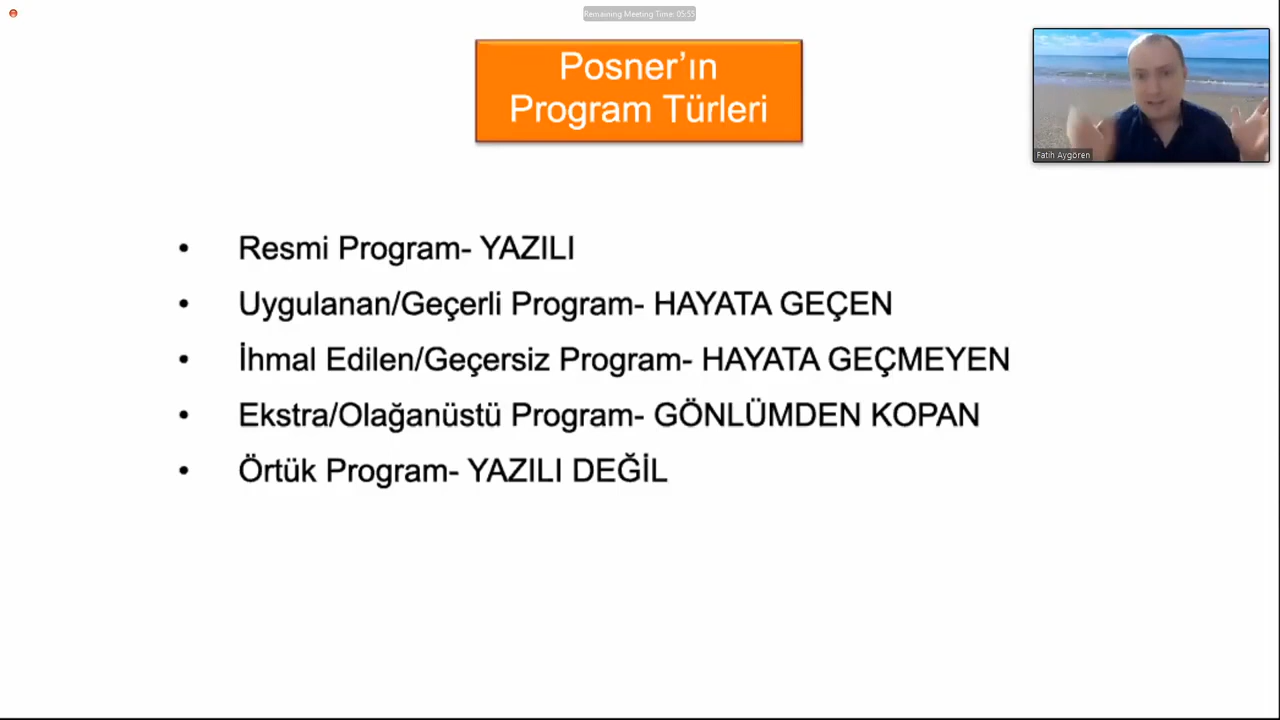 Remaining Meeting Time: 05:55
Posner’ın
Program Türleri
Fatih Aygören
• Resmi Program- YAZILI
• Uygulanan/Geçerli Program- HAYATA GEÇEN
• İhmal Edilen/Geçersiz Program- HAYATA GEÇMEYEN
• Ekstra/Olağanüstü Program- GÖNLÜMDEN KOPAN
• Örtük Program- YAZILI DEĞİL